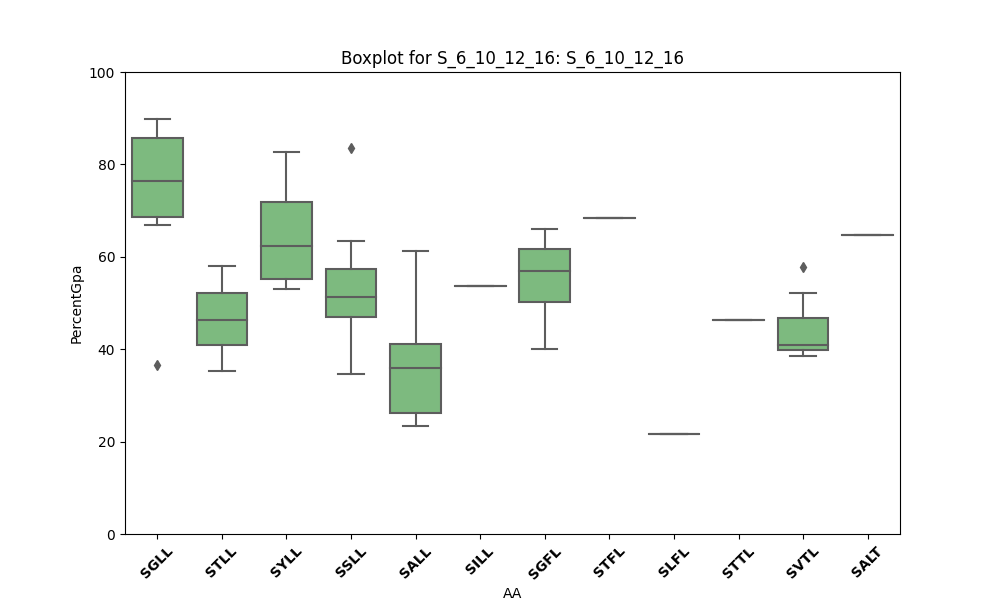 Boxplot for S_6_10_12_16: S_6_10_12_16
100
80
60
40
20
0
PercentGpa
SGLL
STLL
SYLL
SSLL
SALL
SILL
SGFL
STFL
SLFL
STTL
SVTL
SALT
AA